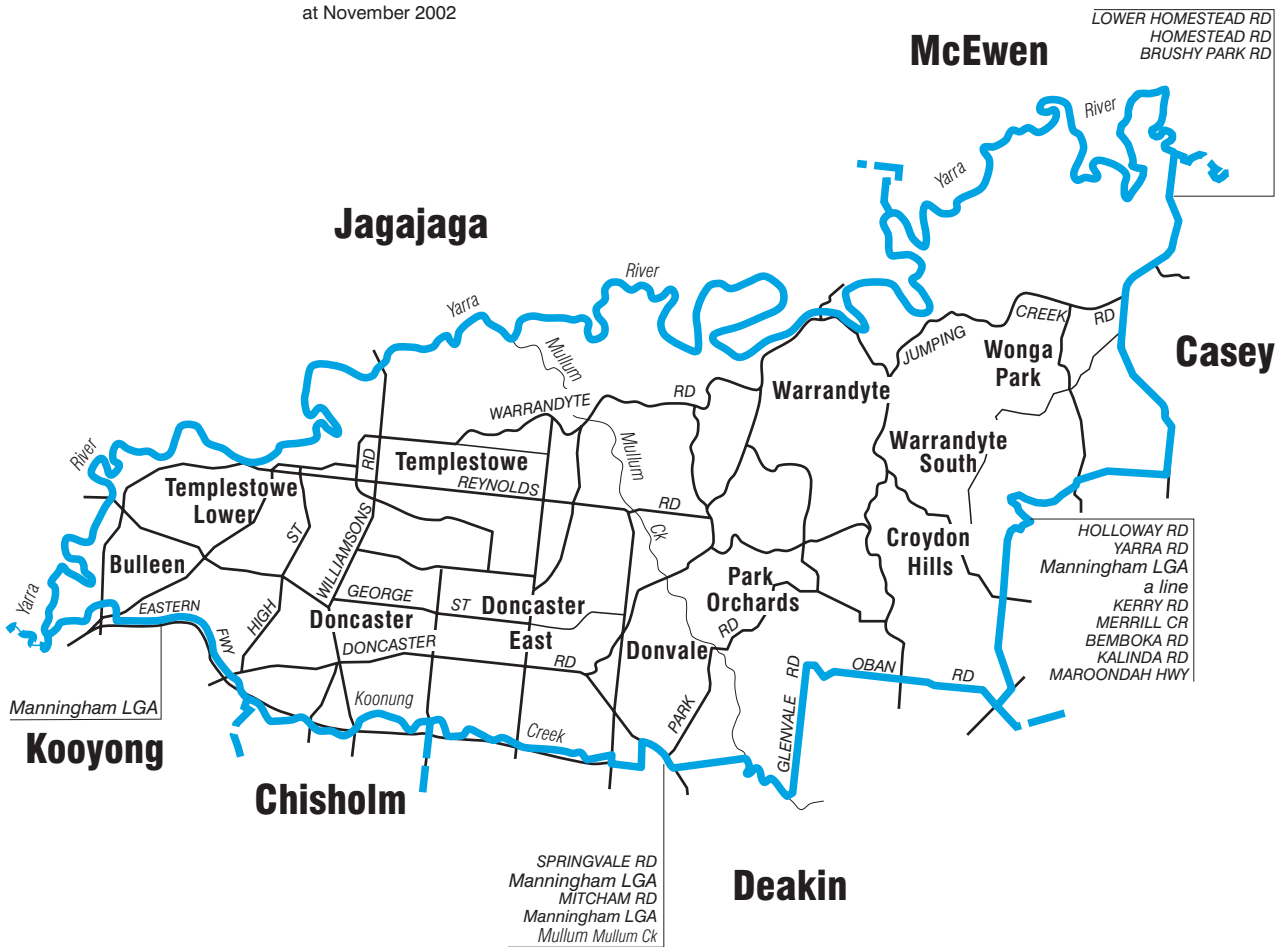 at November 2002
LOWER HOMESTEAD RD
HOMESTEAD RD
BRUSHY PARK RD
McEwen
River
Yarra
Jagajaga
River
Yarra
CREEK
RD
JUMPING
Wonga
Park
Casey
Mullum
RD
WARRANDYTE
Warrandyte
Mullum
Warrandyte
South
River
RD
Templestowe
REYNOLDS
RD
Templestowe
Lower
ST
WILLIAMSONS
Ck
Croydon
Hills
HOLLOWAY RD
YARRA RD
Manningham LGA
a line
KERRY RD
MERRILL CR
BEMBOKA RD
KALINDA RD
MAROONDAH HWY
Bulleen
Yarra
EASTERN
FWY
HIGH
GEORGE
ST
Doncaster
Doncaster
East
DONCASTER
RD
Park
Orchards
RD
Donvale
PARK
GLENVALE
RD
OBAN
RD
Koonung
Creek
Manningham LGA
Kooyong
Chisholm
SPRINGVALE RD
Manningham LGA
MITCHAM RD
Manningham LGA
Mullum Mullum Ck
Deakin